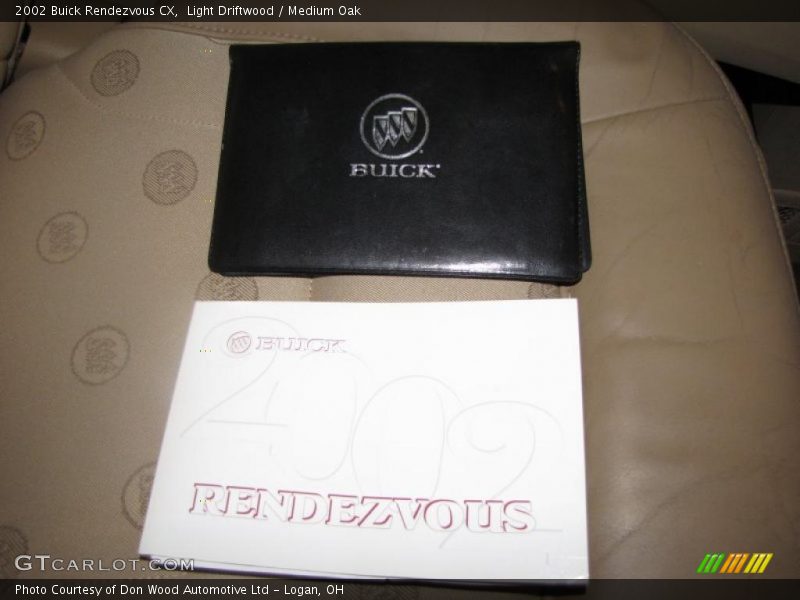 2002 Buick Rendezvous CX, Light Driftwood / Medium Oak
BUICK
BUICK
2002
RENDEZVOUS
GTCARLOT.COM
Photo Courtesy of Don Wood Automotive Ltd - Logan, OH